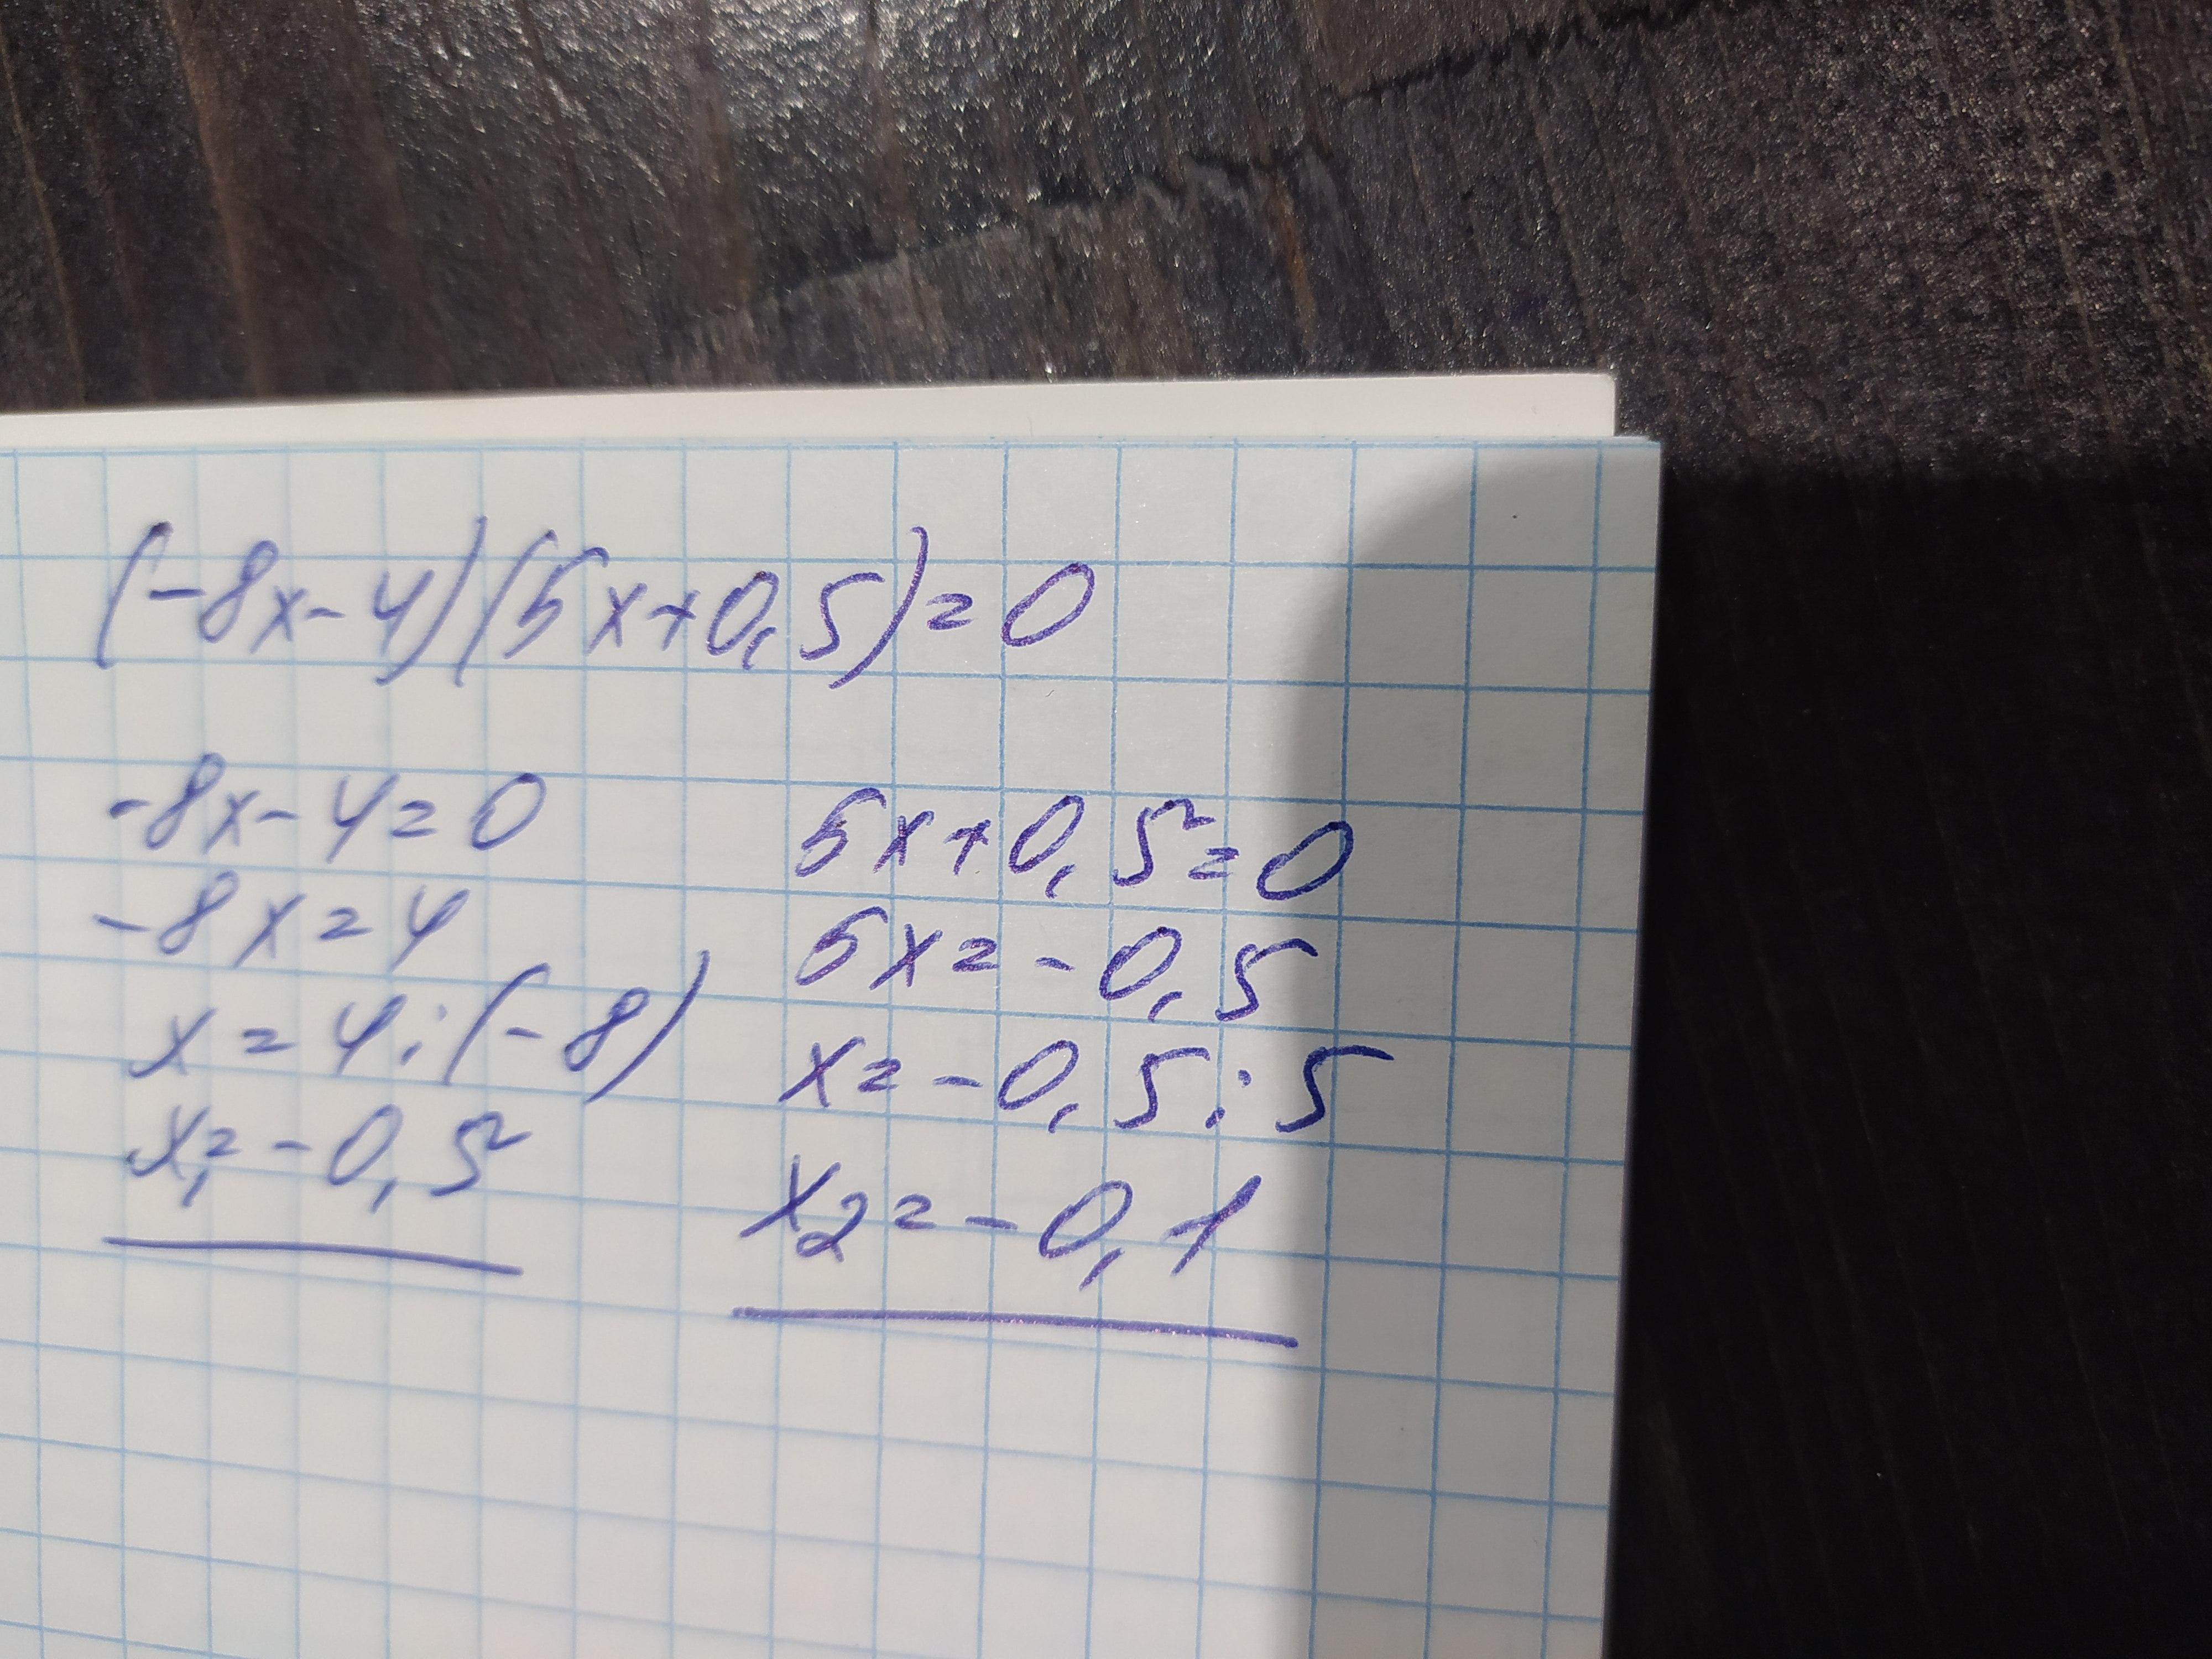 (-8x-4)(5x+0,5)=0
-8x-4=0
-8x=4
x=4:(-8)
x₁=-0,5
5x+0,5=0
5x=-0,5
x=-0,5:5
x₂=-0,1